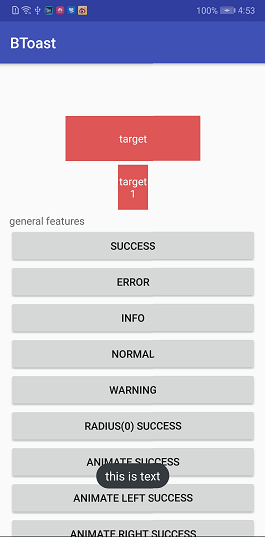 100% 4:53
BToast
target
target
1
general features
SUCCESS
ERROR
INFO
NORMAL
WARNING
RADIUS(0) SUCCESS
ANIMATE SUCCESS
this is text
ANIMATE LEFT SUCCESS
ANIMATE RIGHT SUCCESS